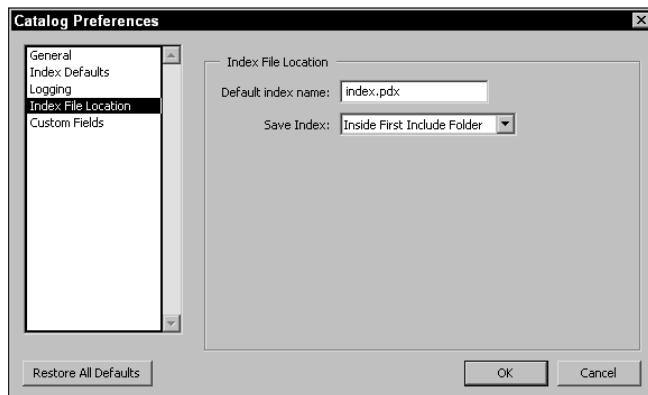 Catalog Preferences
General
Index Defaults
Logging
Index File Location
Custom Fields
Index File Location
Default index name: index.pdx
Save Index: Inside First Include Folder
Restore All Defaults
OK
Cancel